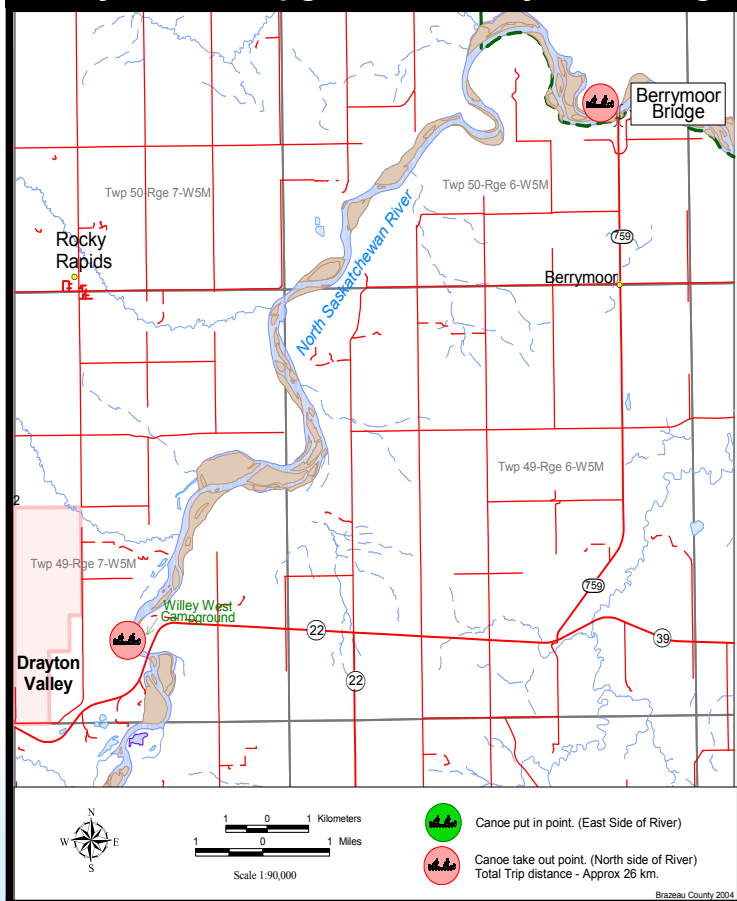 Berrymoor
Bridge
Twp 50-Rge 7-W5M
Twp 50-Rge 6-W5M
North Saskatchewan River
Rocky
Rapids
759
Berrymoor
Twp 49-Rge 6-W5M
2
Twp 49-Rge 7-W5M
759
Willey West
Campground
22
39
Drayton
Valley
22
N
W E
S
1 0 1 Kilometers
1 0 1 Miles
Scale 1:90,000
Canoe put in point. (East Side of River)
Canoe take out point. (North side of River)
Total Trip distance - Approx 26 km.
Brazeau County 2004